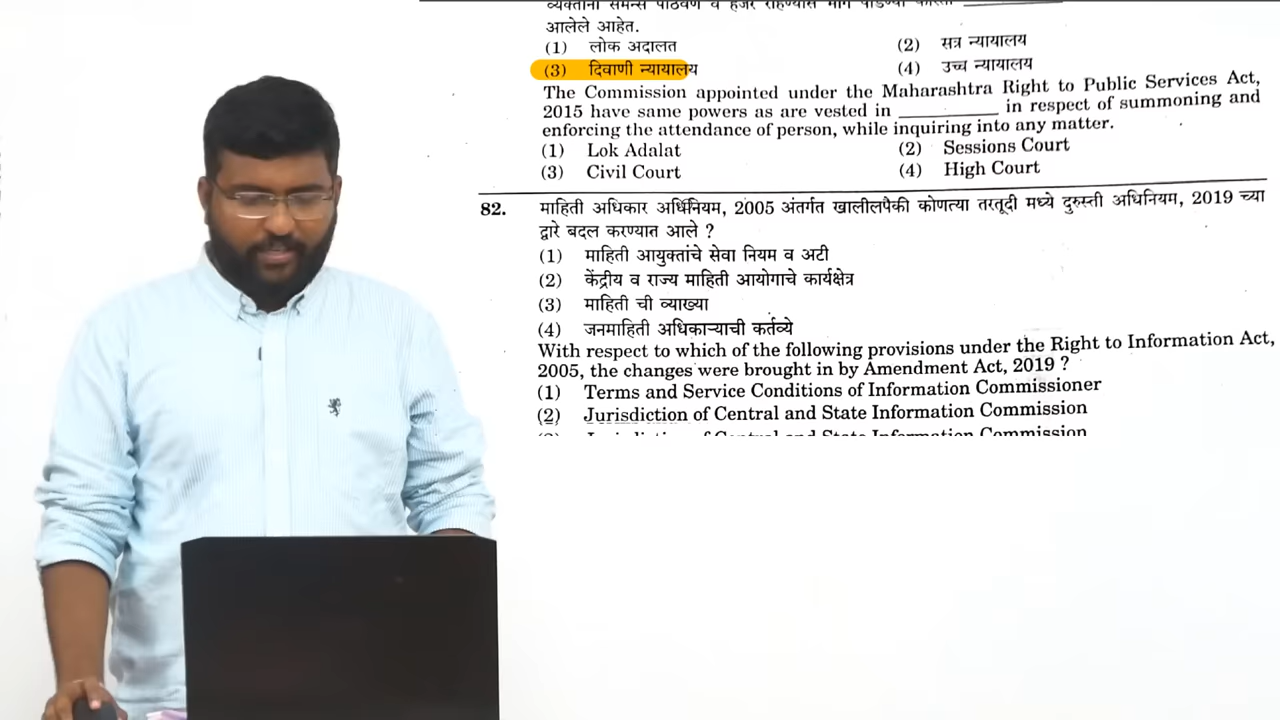 आलेले आहेत.
(1) लोक अदालत (2) सत्र न्यायालय
(3) दिवाणी न्यायालय (4) उच्च न्यायालय
The Commission appointed under the Maharashtra Right to Public Services Act,
2015 have same powers as are vested in __________ in respect of summoning and
enforcing the attendance of person, while inquiring into any matter.
(1) Lok Adalat (2) Sessions Court
(3) Civil Court (4) High Court
82. माहिती अधिकार अधिनियम, 2005 अंतर्गत खालीलपैकी कोणत्या तरतूदी मध्ये दुरुस्ती अधिनियम, 2019 च्या
द्वारे बदल करण्यात आले ?
(1) माहिती आयुक्तांचे सेवा नियम व अटी
(2) केंद्रीय व राज्य माहिती आयोगाचे कार्यक्षेत्र
(3) माहिती ची व्याख्या
(4) जनमाहिती अधिकाऱ्याची कर्तव्ये
With respect to which of the following provisions under the Right to Information Act,
2005, the changes were brought in by Amendment Act, 2019 ?
(1) Terms and Service Conditions of Information Commissioner
(2) Jurisdiction of Central and State Information Commission